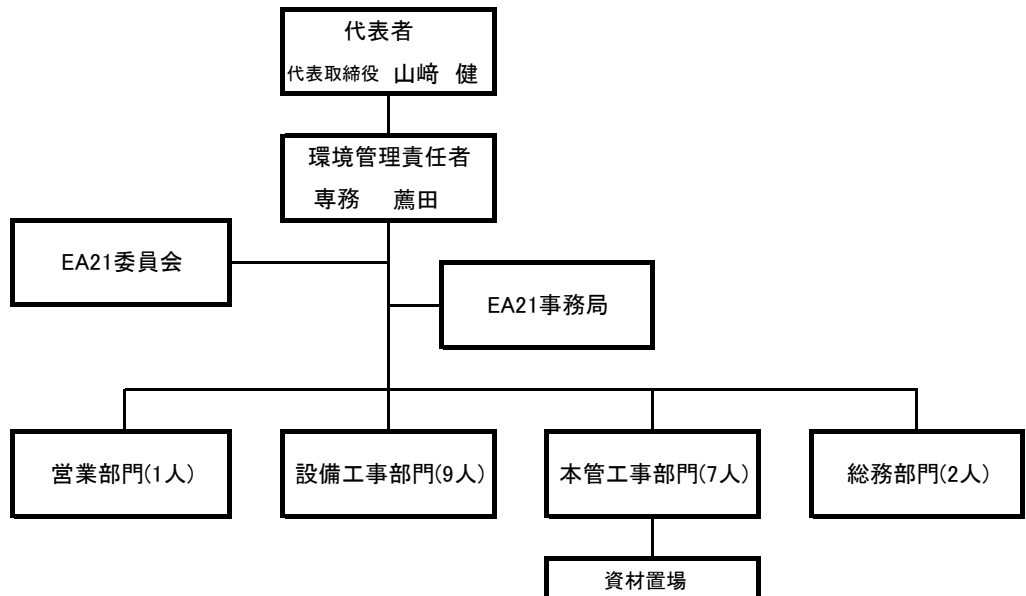 代表者
代表取締役 山﨑 健
環境管理責任者
専務 薦田
EA21委員会
EA21事務局
営業部門(1人)
設備工事部門(9人)
本管工事部門(7人)
総務部門(2人)
資材置場